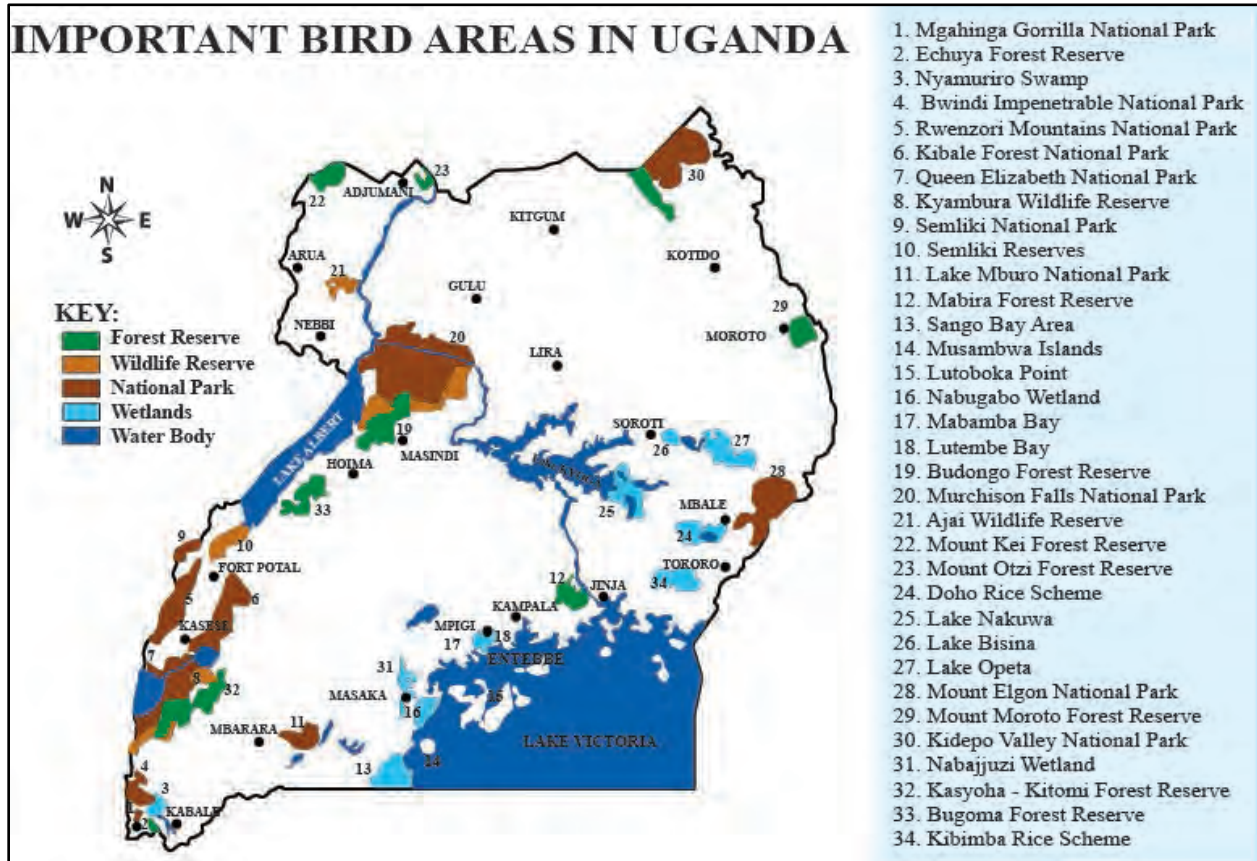 IMPORTANT BIRD AREAS IN UGANDA
N
W E
S
KEY:
Forest Reserve
Wildlife Reserve
National Park
Wetlands
Water Body
22
ADJUMANI
23
30
KITGUM
ARUA
21
KOTIDO
GULU
29
NEBBI
20
MOROTO
LIRA
LAKE ALBERT
19
MASINDI
SOROTI
26
27
HOIMA
28
33
25
MBALE
24
9
10
FORT POTAL
12
TORORO
34
5
6
JINJA
KAMPALA
KASESE
MPIGI
18
17
ENTEBBE
7
31
8
32
MASAKA
16
15
MBARARA
11
LAKE VICTORIA
13
14
4
3
1
2
KABALE
1. Mgahinga Gorrilla National Park
2. Echuya Forest Reserve
3. Nyamuriro Swamp
4. Bwindi Impenetrable National Park
5. Rwenzori Mountains National Park
6. Kibale Forest National Park
7. Queen Elizabeth National Park
8. Kyambura Wildlife Reserve
9. Semliki National Park
10. Semliki Reserves
11. Lake Mburo National Park
12. Mabira Forest Reserve
13. Sango Bay Area
14. Musambwa Islands
15. Lutoboka Point
16. Nabugabo Wetland
17. Mabamba Bay
18. Lutembe Bay
19. Budongo Forest Reserve
20. Murchison Falls National Park
21. Ajai Wildlife Reserve
22. Mount Kei Forest Reserve
23. Mount Otzi Forest Reserve
24. Doho Rice Scheme
25. Lake Nakuwa
26. Lake Bisina
27. Lake Opeta
28. Mount Elgon National Park
29. Mount Moroto Forest Reserve
30. Kidepo Valley National Park
31. Nabajjuzi Wetland
32. Kasyoha - Kitomi Forest Reserve
33. Bugoma Forest Reserve
34. Kibimba Rice Scheme